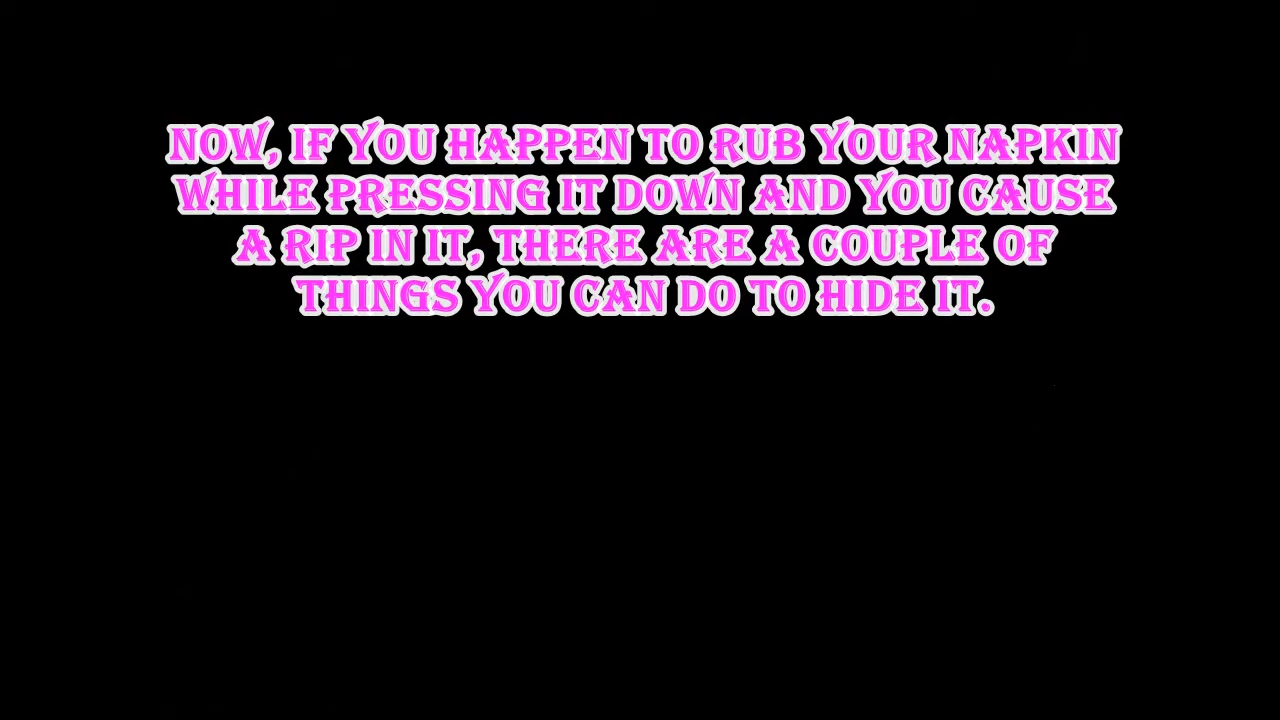 NOW, IF YOU HAPPEN TO RUB YOUR NAPKIN
WHILE PRESSING IT DOWN AND YOU CAUSE
A RIP IN IT, THERE ARE A COUPLE OF
THINGS YOU CAN DO TO HIDE IT.